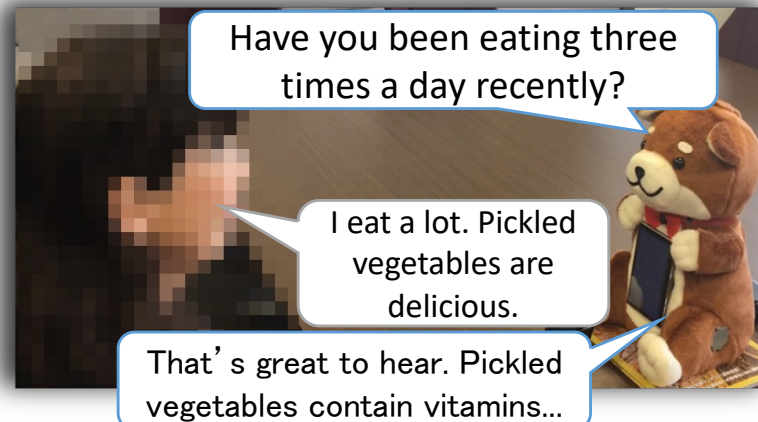 Have you been eating three
times a day recently?
I eat a lot. Pickled
vegetables are
delicious.
That's great to hear. Pickled
vegetables contain vitamins...